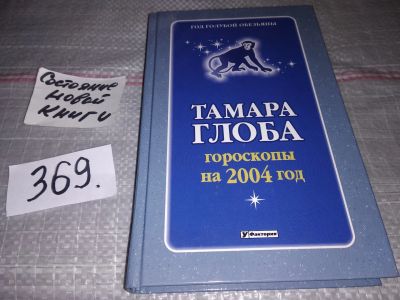 ГОД ГОЛУБОЙ ОБЕЗЬЯНЫ
ТАМАРА
ГЛОБА
гороскопы
на 2004 год
У Фактория
Состояние
новой
книги
369.